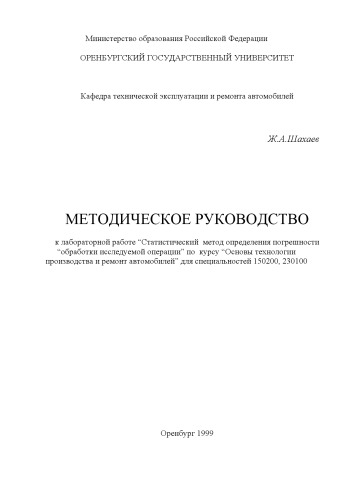 Министерство образования Российской Федерации
ОРЕНБУРГСКИЙ ГОСУДАРСТВЕННЫЙ УНИВЕРСИТЕТ
Кафедра технической эксплуатации и ремонта автомобилей
Ж.А.Шахаев
МЕТОДИЧЕСКОЕ РУКОВОДСТВО
к лабораторной работе “Статистический метод определения погрешности
“обработки исследуемой операции” по курсу “Основы технологии
производства и ремонт автомобилей” для специальностей 150200, 230100
Оренбург 1999